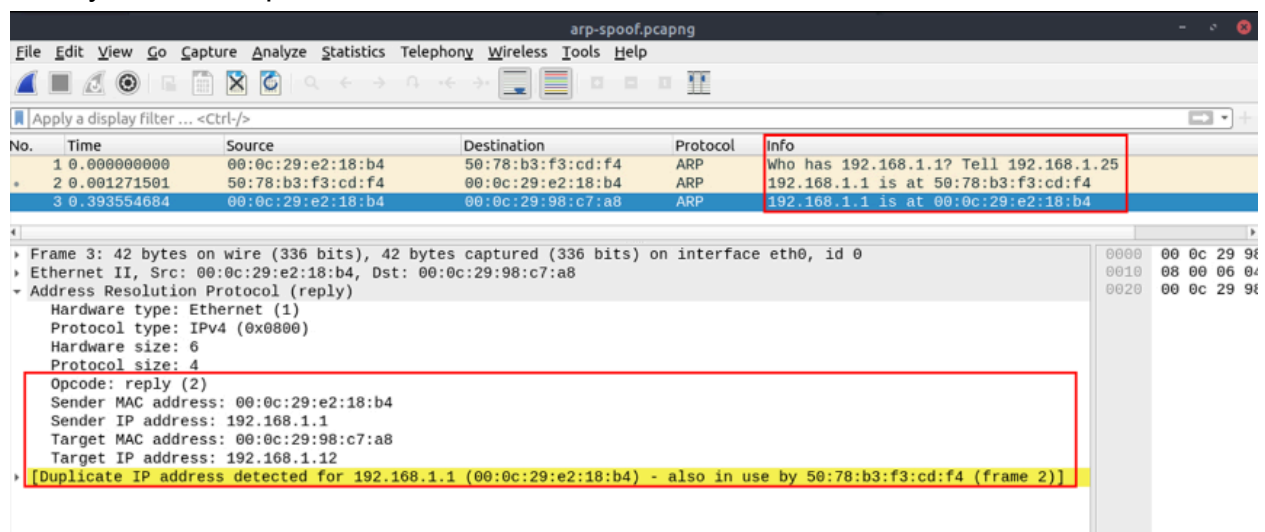 arp-spoof.pcapng
File Edit View Go Capture Analyze Statistics Telephony Wireless Tools Help
Apply a display filter … <Ctrl-/>
No. Time Source Destination Protocol Info
1 0.000000000 00:0c:29:e2:18:b4 50:78:b3:f3:cd:f4 ARP Who has 192.168.1.1? Tell 192.168.1.25
2 0.001271501 50:78:b3:f3:cd:f4 00:0c:29:e2:18:b4 ARP 192.168.1.1 is at 50:78:b3:f3:cd:f4
3 0.393554684 00:0c:29:e2:18:b4 00:0c:29:98:c7:a8 ARP 192.168.1.1 is at 00:0c:29:e2:18:b4
Frame 3: 42 bytes on wire (336 bits), 42 bytes captured (336 bits) on interface eth0, id 0
Ethernet II, Src: 00:0c:29:e2:18:b4, Dst: 00:0c:29:98:c7:a8
Address Resolution Protocol (reply)
Hardware type: Ethernet (1)
Protocol type: IPv4 (0x0800)
Hardware size: 6
Protocol size: 4
Opcode: reply (2)
Sender MAC address: 00:0c:29:e2:18:b4
Sender IP address: 192.168.1.1
Target MAC address: 00:0c:29:98:c7:a8
Target IP address: 192.168.1.12
[Duplicate IP address detected for 192.168.1.1 (00:0c:29:e2:18:b4) - also in use by 50:78:b3:f3:cd:f4 (frame 2)]
0000 00 0c 29 98
0010 08 00 06 04
0020 00 0c 29 98